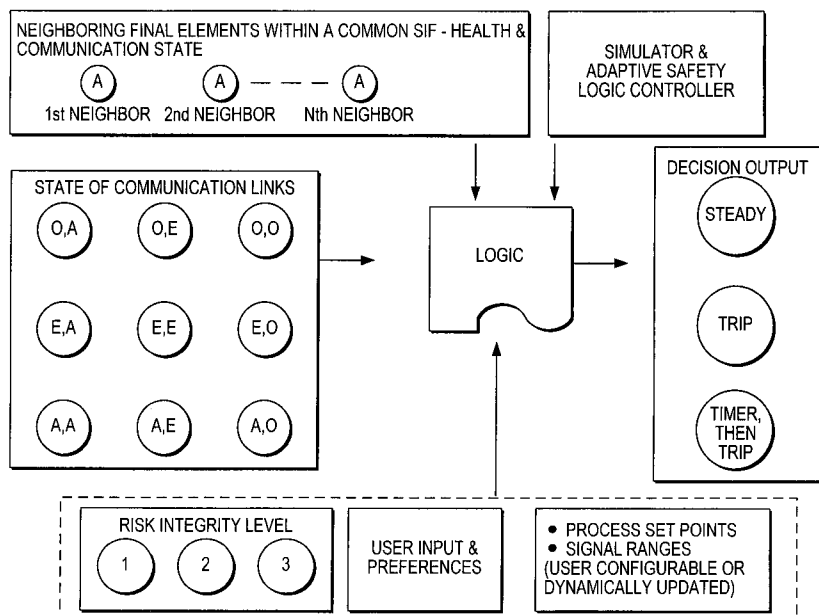 NEIGHBORING FINAL ELEMENTS WITHIN A COMMON SIF - HEALTH &
COMMUNICATION STATE
A A A
1st NEIGHBOR 2nd NEIGHBOR Nth NEIGHBOR
SIMULATOR &
ADAPTIVE SAFETY
LOGIC CONTROLLER
STATE OF COMMUNICATION LINKS
O,A O,E O,O
E,A E,E E,O
A,A A,E A,O
LOGIC
DECISION OUTPUT
STEADY
TRIP
TIMER,
THEN
TRIP
RISK INTEGRITY LEVEL
1 2 3
USER INPUT &
PREFERENCES
• PROCESS SET POINTS
• SIGNAL RANGES
(USER CONFIGURABLE OR
DYNAMICALLY UPDATED)